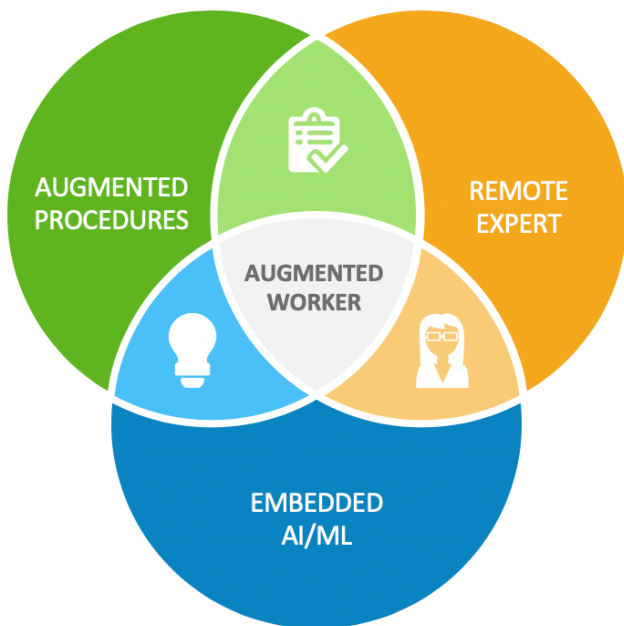 AUGMENTED
PROCEDURES
REMOTE
EXPERT
AUGMENTED
WORKER
EMBEDDED
AI/ML